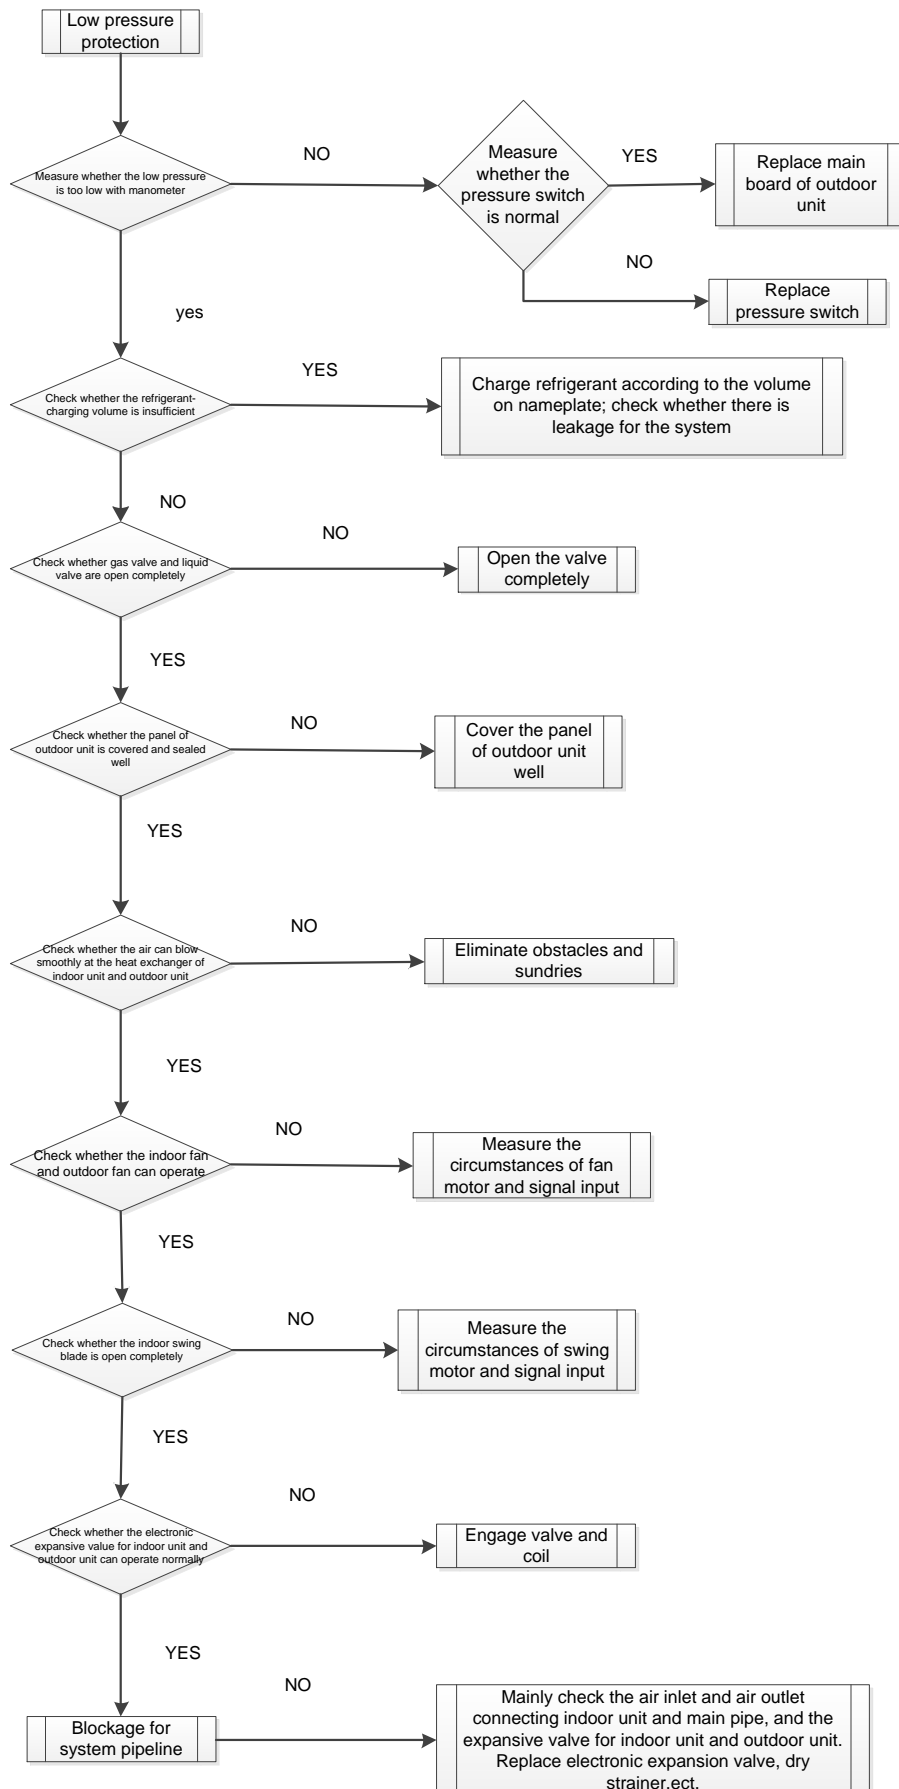 Low pressure
protection
Measure whether the low pressure
is too low with manometer
NO
Measure
whether the
pressure switch
is normal
YES
Replace main
board of outdoor
unit
NO
Replace
pressure switch
yes
Check whether the refrigerant-
charging volume is insufficient
YES
Charge refrigerant according to the volume
on nameplate; check whether there is
leakage for the system
NO
Check whether gas valve and liquid
valve are open completely
NO
Open the valve
completely
YES
Check whether the panel of
outdoor unit is covered and sealed
well
NO
Cover the panel
of outdoor unit
well
YES
Check whether the air can blow
smoothly at the heat exchanger of
indoor unit and outdoor unit
NO
Eliminate obstacles and
sundries
YES
Check whether the indoor fan
and outdoor fan can operate
NO
Measure the
circumstances of fan
motor and signal input
YES
Check whether the indoor swing
blade is open completely
NO
Measure the
circumstances of swing
motor and signal input
YES
Check whether the electronic
expansive value for indoor unit and
outdoor unit can operate normally
NO
Engage valve and
coil
YES
Blockage for
system pipeline
NO
Mainly check the air inlet and air outlet
connecting indoor unit and main pipe, and the
expansive valve for indoor unit and outdoor unit.
Replace electronic expansion valve, dry
strainer,ect.